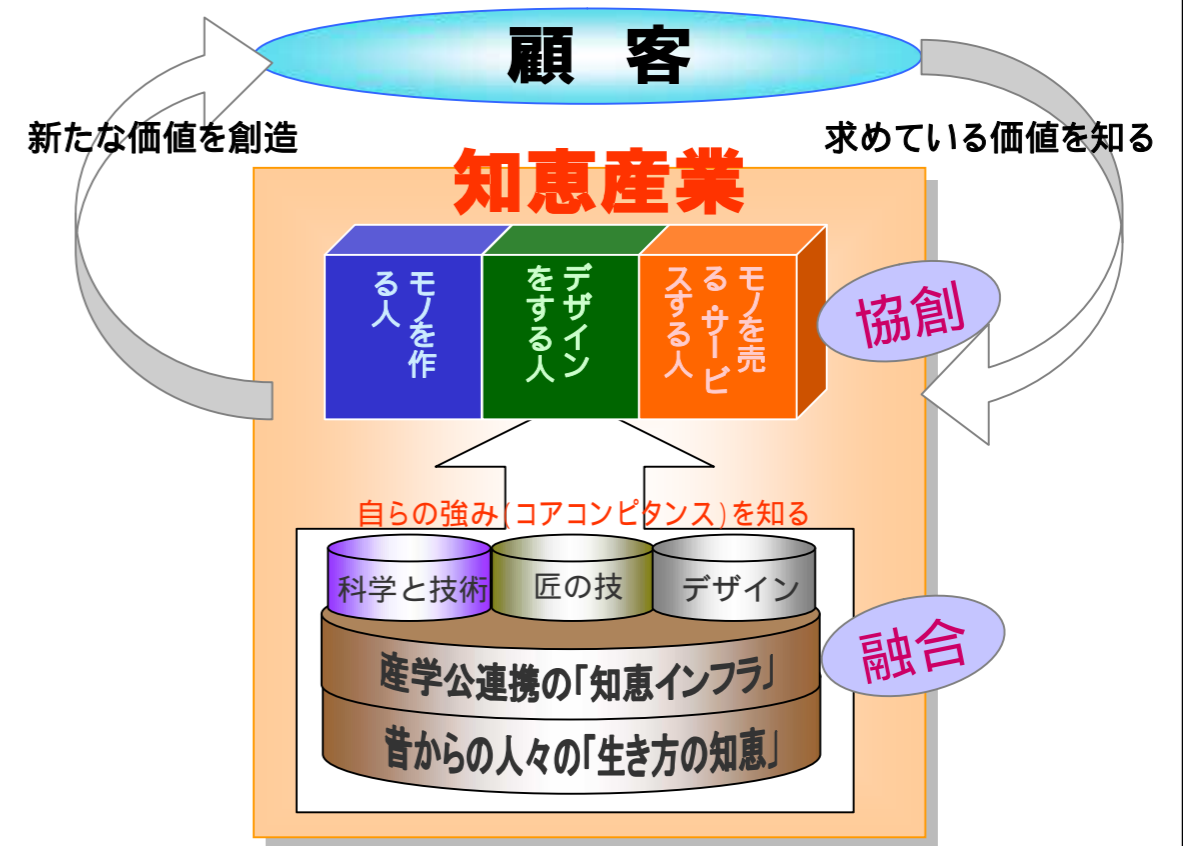 顧 客
新たな価値を創造
求めている価値を知る
知恵産業
モノを作
る人
デザイン
をする人
モノを売
る・サービ
スする人
協創
自らの強み(コアコンピタンス)を知る
科学と技術
匠の技
デザイン
融合
産学公連携の「知恵インフラ」
昔からの人々の「生き方の知恵」